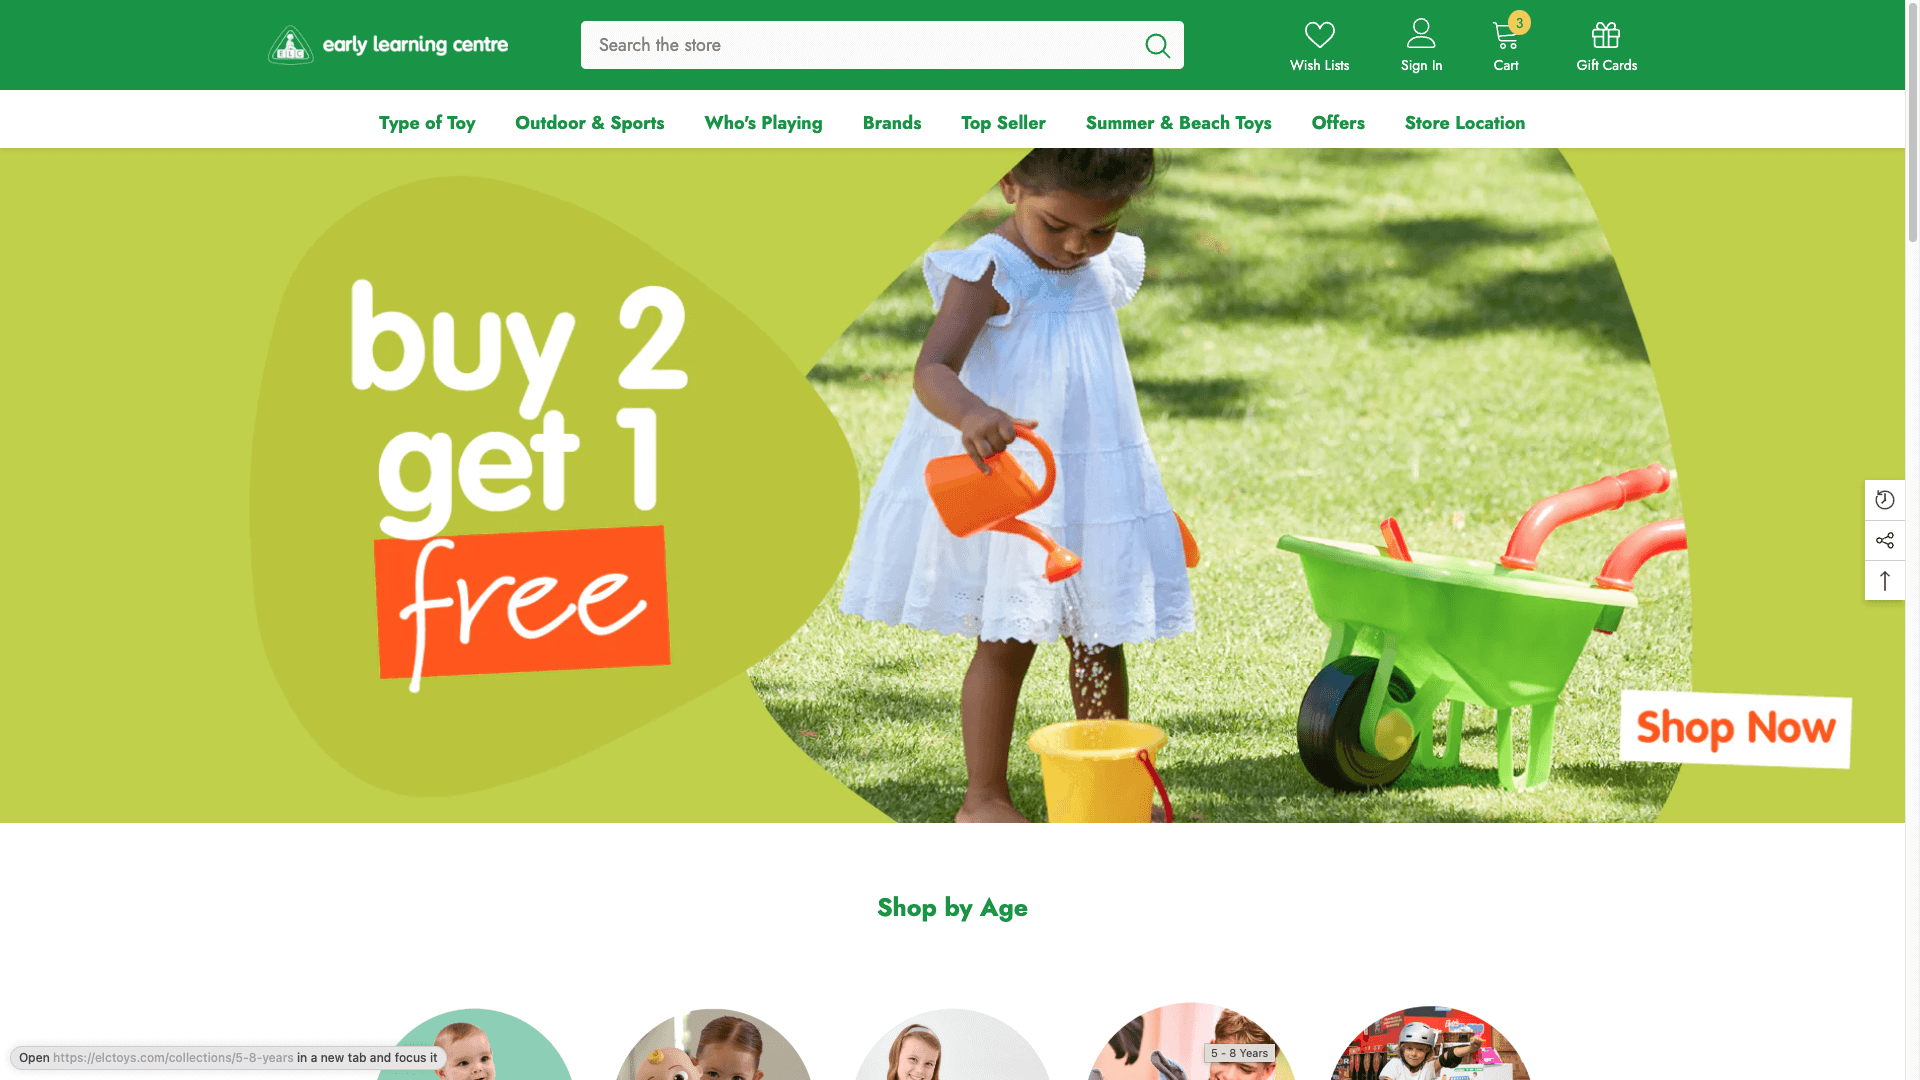 ELC early learning centre
Search the store
Wish Lists
Sign In
3
Cart
Gift Cards
Type of Toy
Outdoor & Sports
Who's Playing
Brands
Top Seller
Summer & Beach Toys
Offers
Store Location
buy 2
get 1
free
Shop Now
Shop by Age
5 - 8 Years
Open https://elctoys.com/collections/5-8-years in a new tab and focus it